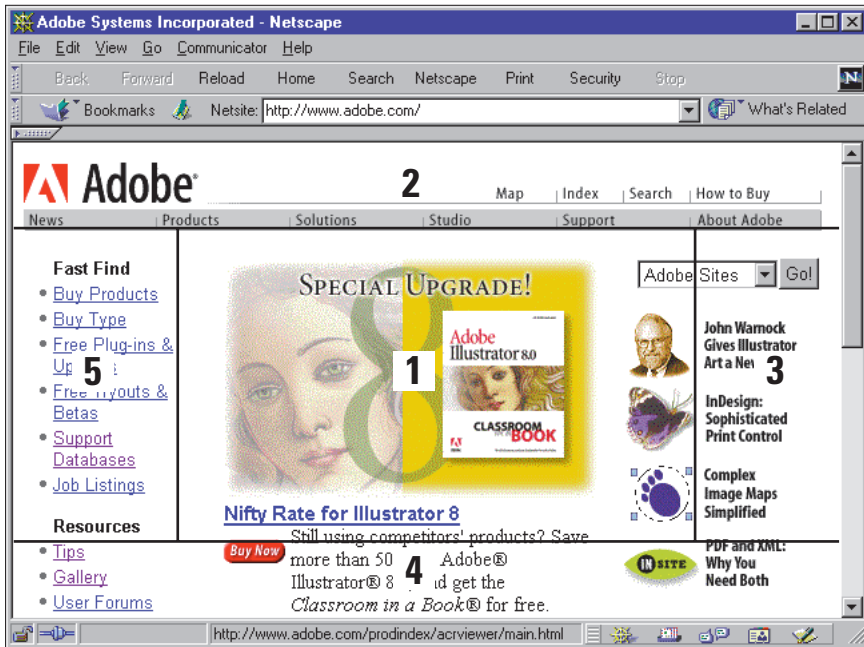 Adobe Systems Incorporated - Netscape
File Edit View Go Communicator Help
Back Forward Reload Home Search Netscape Print Security Stop
N
Bookmarks Netsite: http://www.adobe.com/ What's Related
Adobe
2
Map Index Search How to Buy
News Products Solutions Studio Support About Adobe
Fast Find
Buy Products
Buy Type
Free Plug-ins &
5
Betas
Support
Databases
Job Listings
Resources
Tips
Gallery
User Forums
SPECIAL UPGRADE!
8
Adobe
Illustrator 8.0
CLASSROOM
IN A
BOOK
Adobe
1
Nifty Rate for Illustrator 8
Buy Now
Still using competitors' products? Save
more than 50 Adobe®
Illustrator® 8 and get the
Classroom in a Book® for free.
4
Adobe Sites Go!
John Warnock
Gives Illustrator
Art a
3
InDesign:
Sophisticated
Print Control
Complex
Image Maps
Simplified
IN SITE
PDF and XML:
Why You
Need Both
http://www.adobe.com/prodindex/acrviewer/main.html